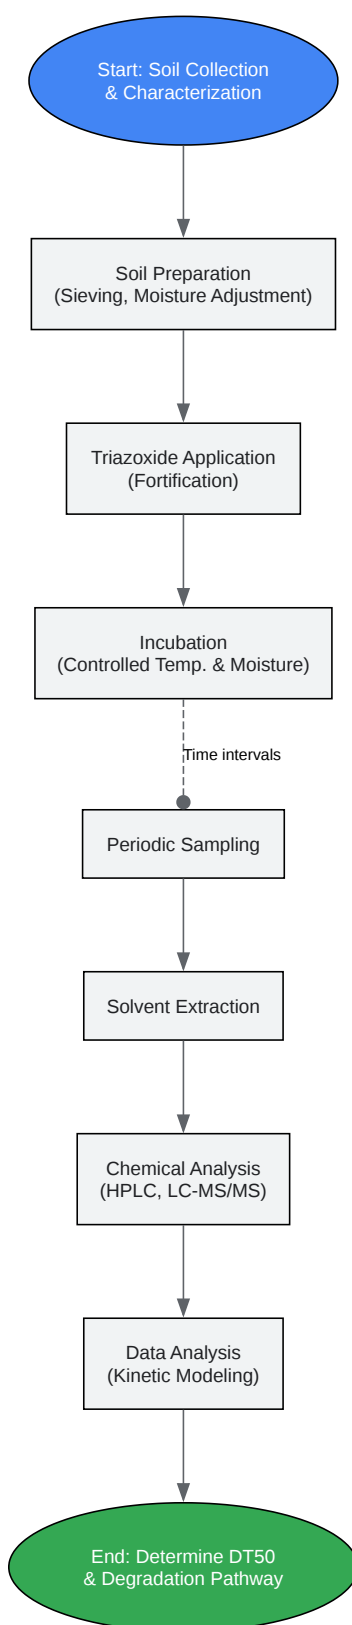 Start: Soil Collection
& Characterization
Soil Preparation
(Sieving, Moisture Adjustment)
Triazoxide Application
(Fortification)
Incubation
(Controlled Temp. & Moisture)
Time intervals
Periodic Sampling
Solvent Extraction
Chemical Analysis
(HPLC, LC-MS/MS)
Data Analysis
(Kinetic Modeling)
End: Determine DT50
& Degradation Pathway